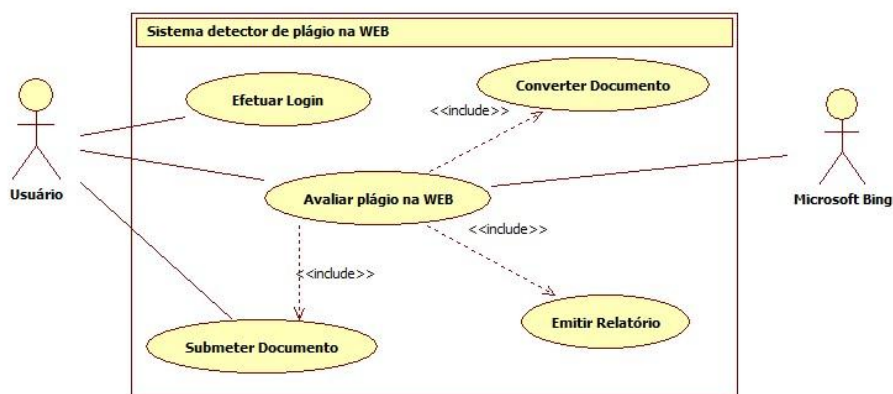 Sistema detector de plágio na WEB
Efetuar Login
Converter Documento
<<include>>
Usuário
Avaliar plágio na WEB
Microsoft Bing
<<include>>
<<include>>
Submeter Documento
Emitir Relatório